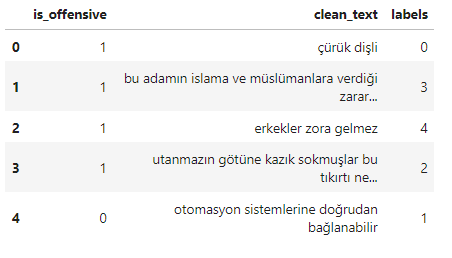 is_offensive clean_text labels
0 1 çürük dişli 0
bu adamın islama ve müslümanlara verdiği
1 1 zarar... 3
2 1 erkekler zora gelmez 4
utanmazın götüne kazık sokmuşlar bu
3 1 tıkırtı ne... 2
otomasyon sistemlerine doğrudan
4 0 bağlanabilir 1